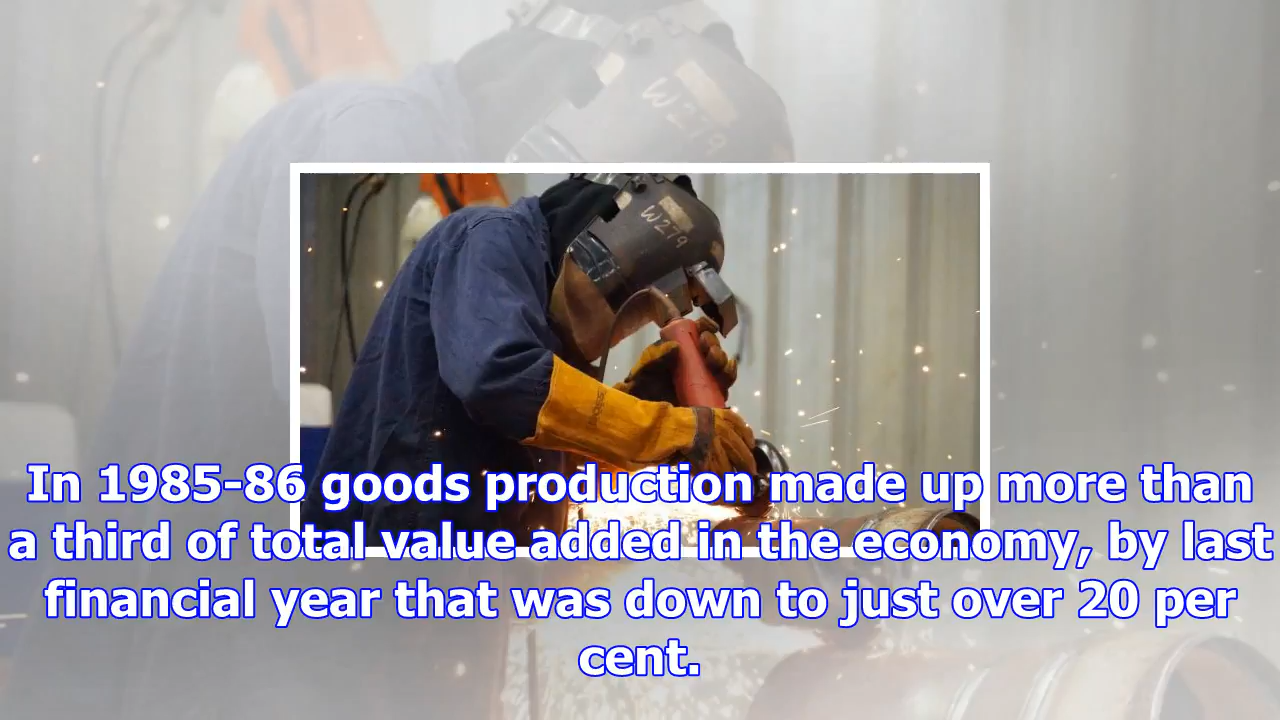 W279
W279
In 1985-86 goods production made up more than
a third of total value added in the economy, by last
financial year that was down to just over 20 per
cent.